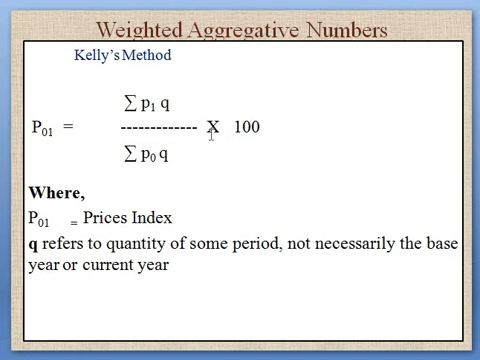 Weighted Aggregative Numbers
Kelly's Method
∑ p₁ q
P₀₁ = ------------- X 100
∑ p₀ q
Where,
P₀₁ = Prices Index
q refers to quantity of some period, not necessarily the base
year or current year